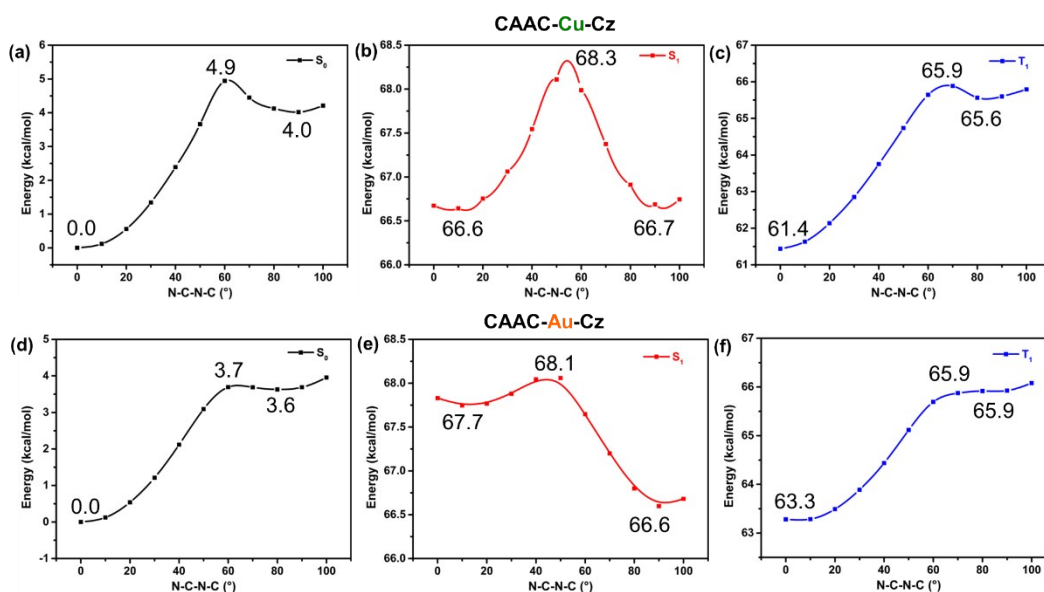 CAAC-Cu-Cz
(a)
6
5
4
3
2
1
0
Energy (kcal/mol)
0 20 40 60 80 100
N-C-N-C (°)
S0
0.0
4.9
4.0
(b)
68.5
68.0
67.5
67.0
66.5
66.0
Energy (kcal/mol)
0 20 40 60 80 100
N-C-N-C (°)
S1
66.6
68.3
66.7
(c)
67
66
65
64
63
62
61
Energy (kcal/mol)
0 20 40 60 80 100
N-C-N-C (°)
T1
61.4
65.9
65.6
CAAC-Au-Cz
(d)
5
4
3
2
1
0
-1
Energy (kcal/mol)
0 20 40 60 80 100
N-C-N-C (°)
S0
0.0
3.7
3.6
(e)
68.5
68.0
67.5
67.0
66.5
66.0
Energy (kcal/mol)
0 20 40 60 80 100
N-C-N-C (°)
S1
67.7
68.1
66.6
(f)
67
66
65
64
63
Energy (kcal/mol)
0 20 40 60 80 100
N-C-N-C (°)
T1
63.3
65.9
65.9